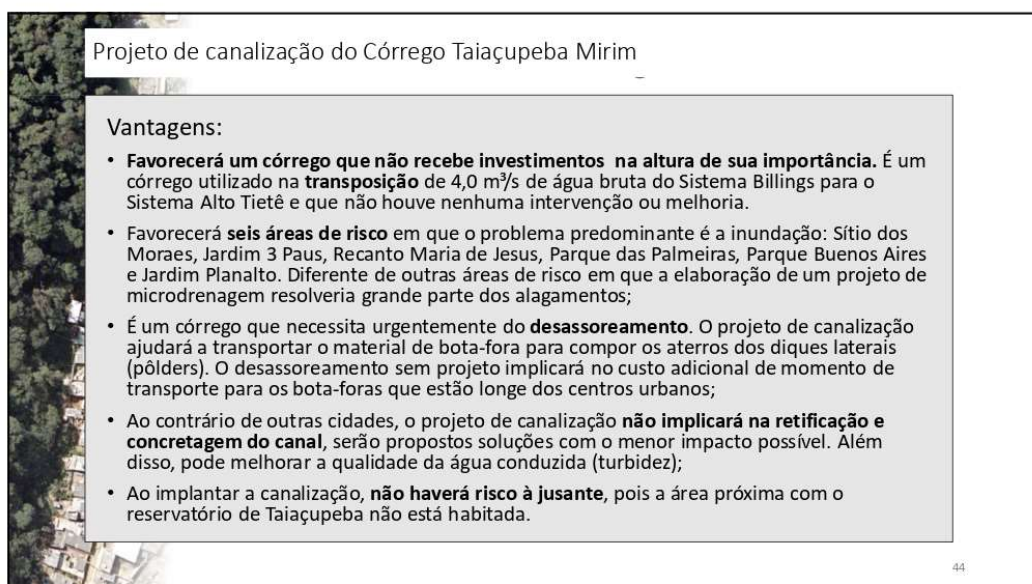 Projeto de canalização do Córrego Taiaçupeba Mirim
Vantagens:
• Favorecerá um córrego que não recebe investimentos na altura de sua importância. É um
córrego utilizado na transposição de 4,0 m³/s de água bruta do Sistema Billings para o
Sistema Alto Tietê e que não houve nenhuma intervenção ou melhoria.
• Favorecerá seis áreas de risco em que o problema predominante é a inundação: Sítio dos
Moraes, Jardim 3 Paus, Recanto Maria de Jesus, Parque das Palmeiras, Parque Buenos Aires
e Jardim Planalto. Diferente de outras áreas de risco em que a elaboração de um projeto de
microdrenagem resolveria grande parte dos alagamentos;
• É um córrego que necessita urgentemente do desassoreamento. O projeto de canalização
ajudará a transportar o material de bota-fora para compor os aterros dos diques laterais
(pôlders). O desassoreamento sem projeto implicará no custo adicional de momento de
transporte para os bota-foras que estão longe dos centros urbanos;
• Ao contrário de outras cidades, o projeto de canalização não implicará na retificação e
concretagem do canal, serão propostos soluções com o menor impacto possível. Além
disso, pode melhorar a qualidade da água conduzida (turbidez);
• Ao implantar a canalização, não haverá risco à jusante, pois a área próxima com o
reservatório de Taiaçupeba não está habitada.
44